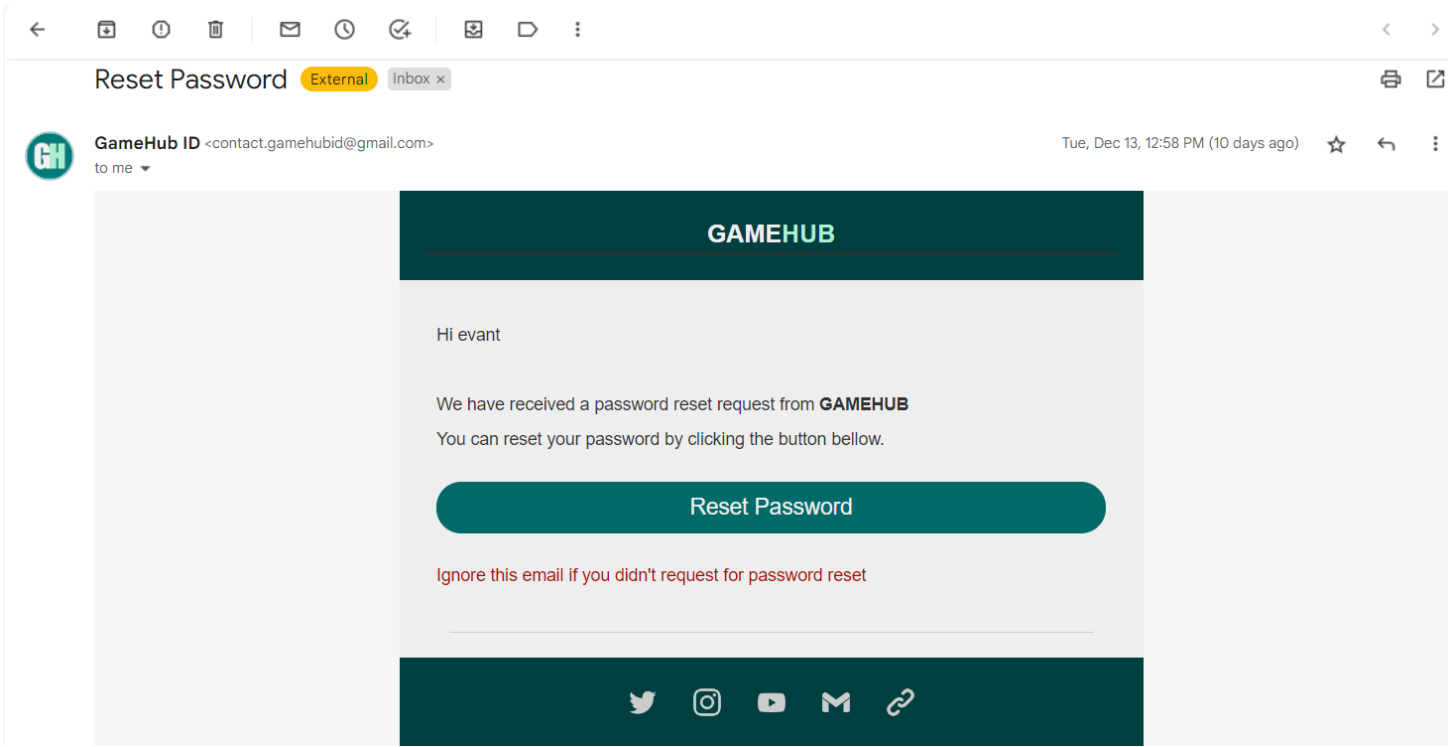 Reset Password External Inbox ×
GH
GameHub ID <contact.gamehubid@gmail.com> Tue, Dec 13, 12:58 PM (10 days ago)
to me
GAMEHUB
Hi evant
We have received a password reset request from GAMEHUB
You can reset your password by clicking the button bellow.
Reset Password
Ignore this email if you didn't request for password reset